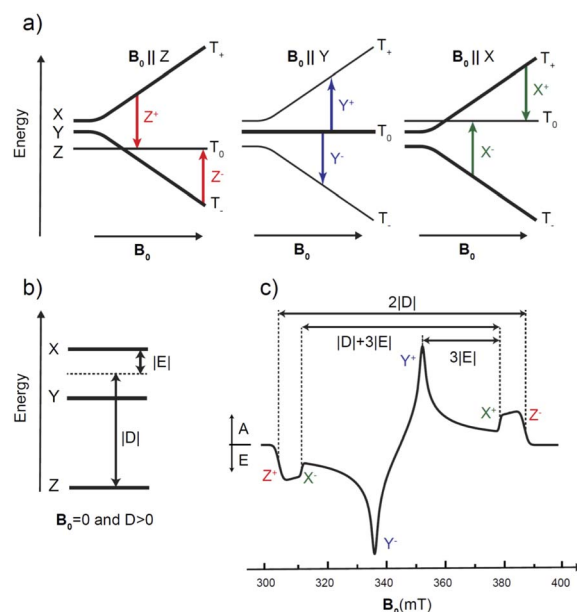 a)
B0 || Z
B0 || Y
B0 || X
T+
T+
T+
X
Y
Z
Z+
Y+
X+
T0
T0
T0
Z-
Y-
X-
T-
T-
T-
Energy
B0
B0
B0
b)
c)
Energy
X
|E|
Y
|D|
Z
B0=0 and D>0
2|D|
|D|+3|E|
3|E|
Y+
X+
Z-
A
E
Z+
X-
Y-
300
320
340
360
380
400
B0(mT)